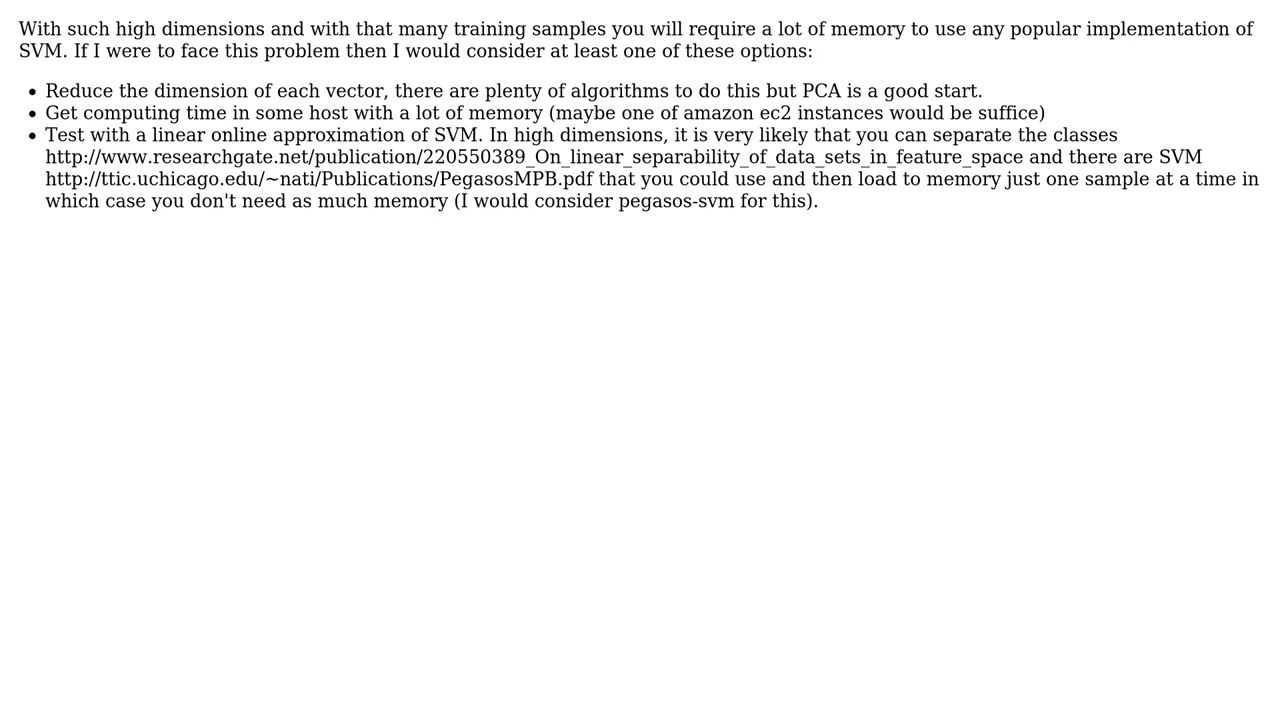 With such high dimensions and with that many training samples you will require a lot of memory to use any popular implementation of
SVM. If I were to face this problem then I would consider at least one of these options:
• Reduce the dimension of each vector, there are plenty of algorithms to do this but PCA is a good start.
• Get computing time in some host with a lot of memory (maybe one of amazon ec2 instances would be suffice)
• Test with a linear online approximation of SVM. In high dimensions, it is very likely that you can separate the classes
http://www.researchgate.net/publication/220550389_On_linear_separability_of_data_sets_in_feature_space and there are SVM
http://ttic.uchicago.edu/~nati/Publications/PegasosMPB.pdf that you could use and then load to memory just one sample at a time in
which case you don't need as much memory (I would consider pegasos-svm for this).